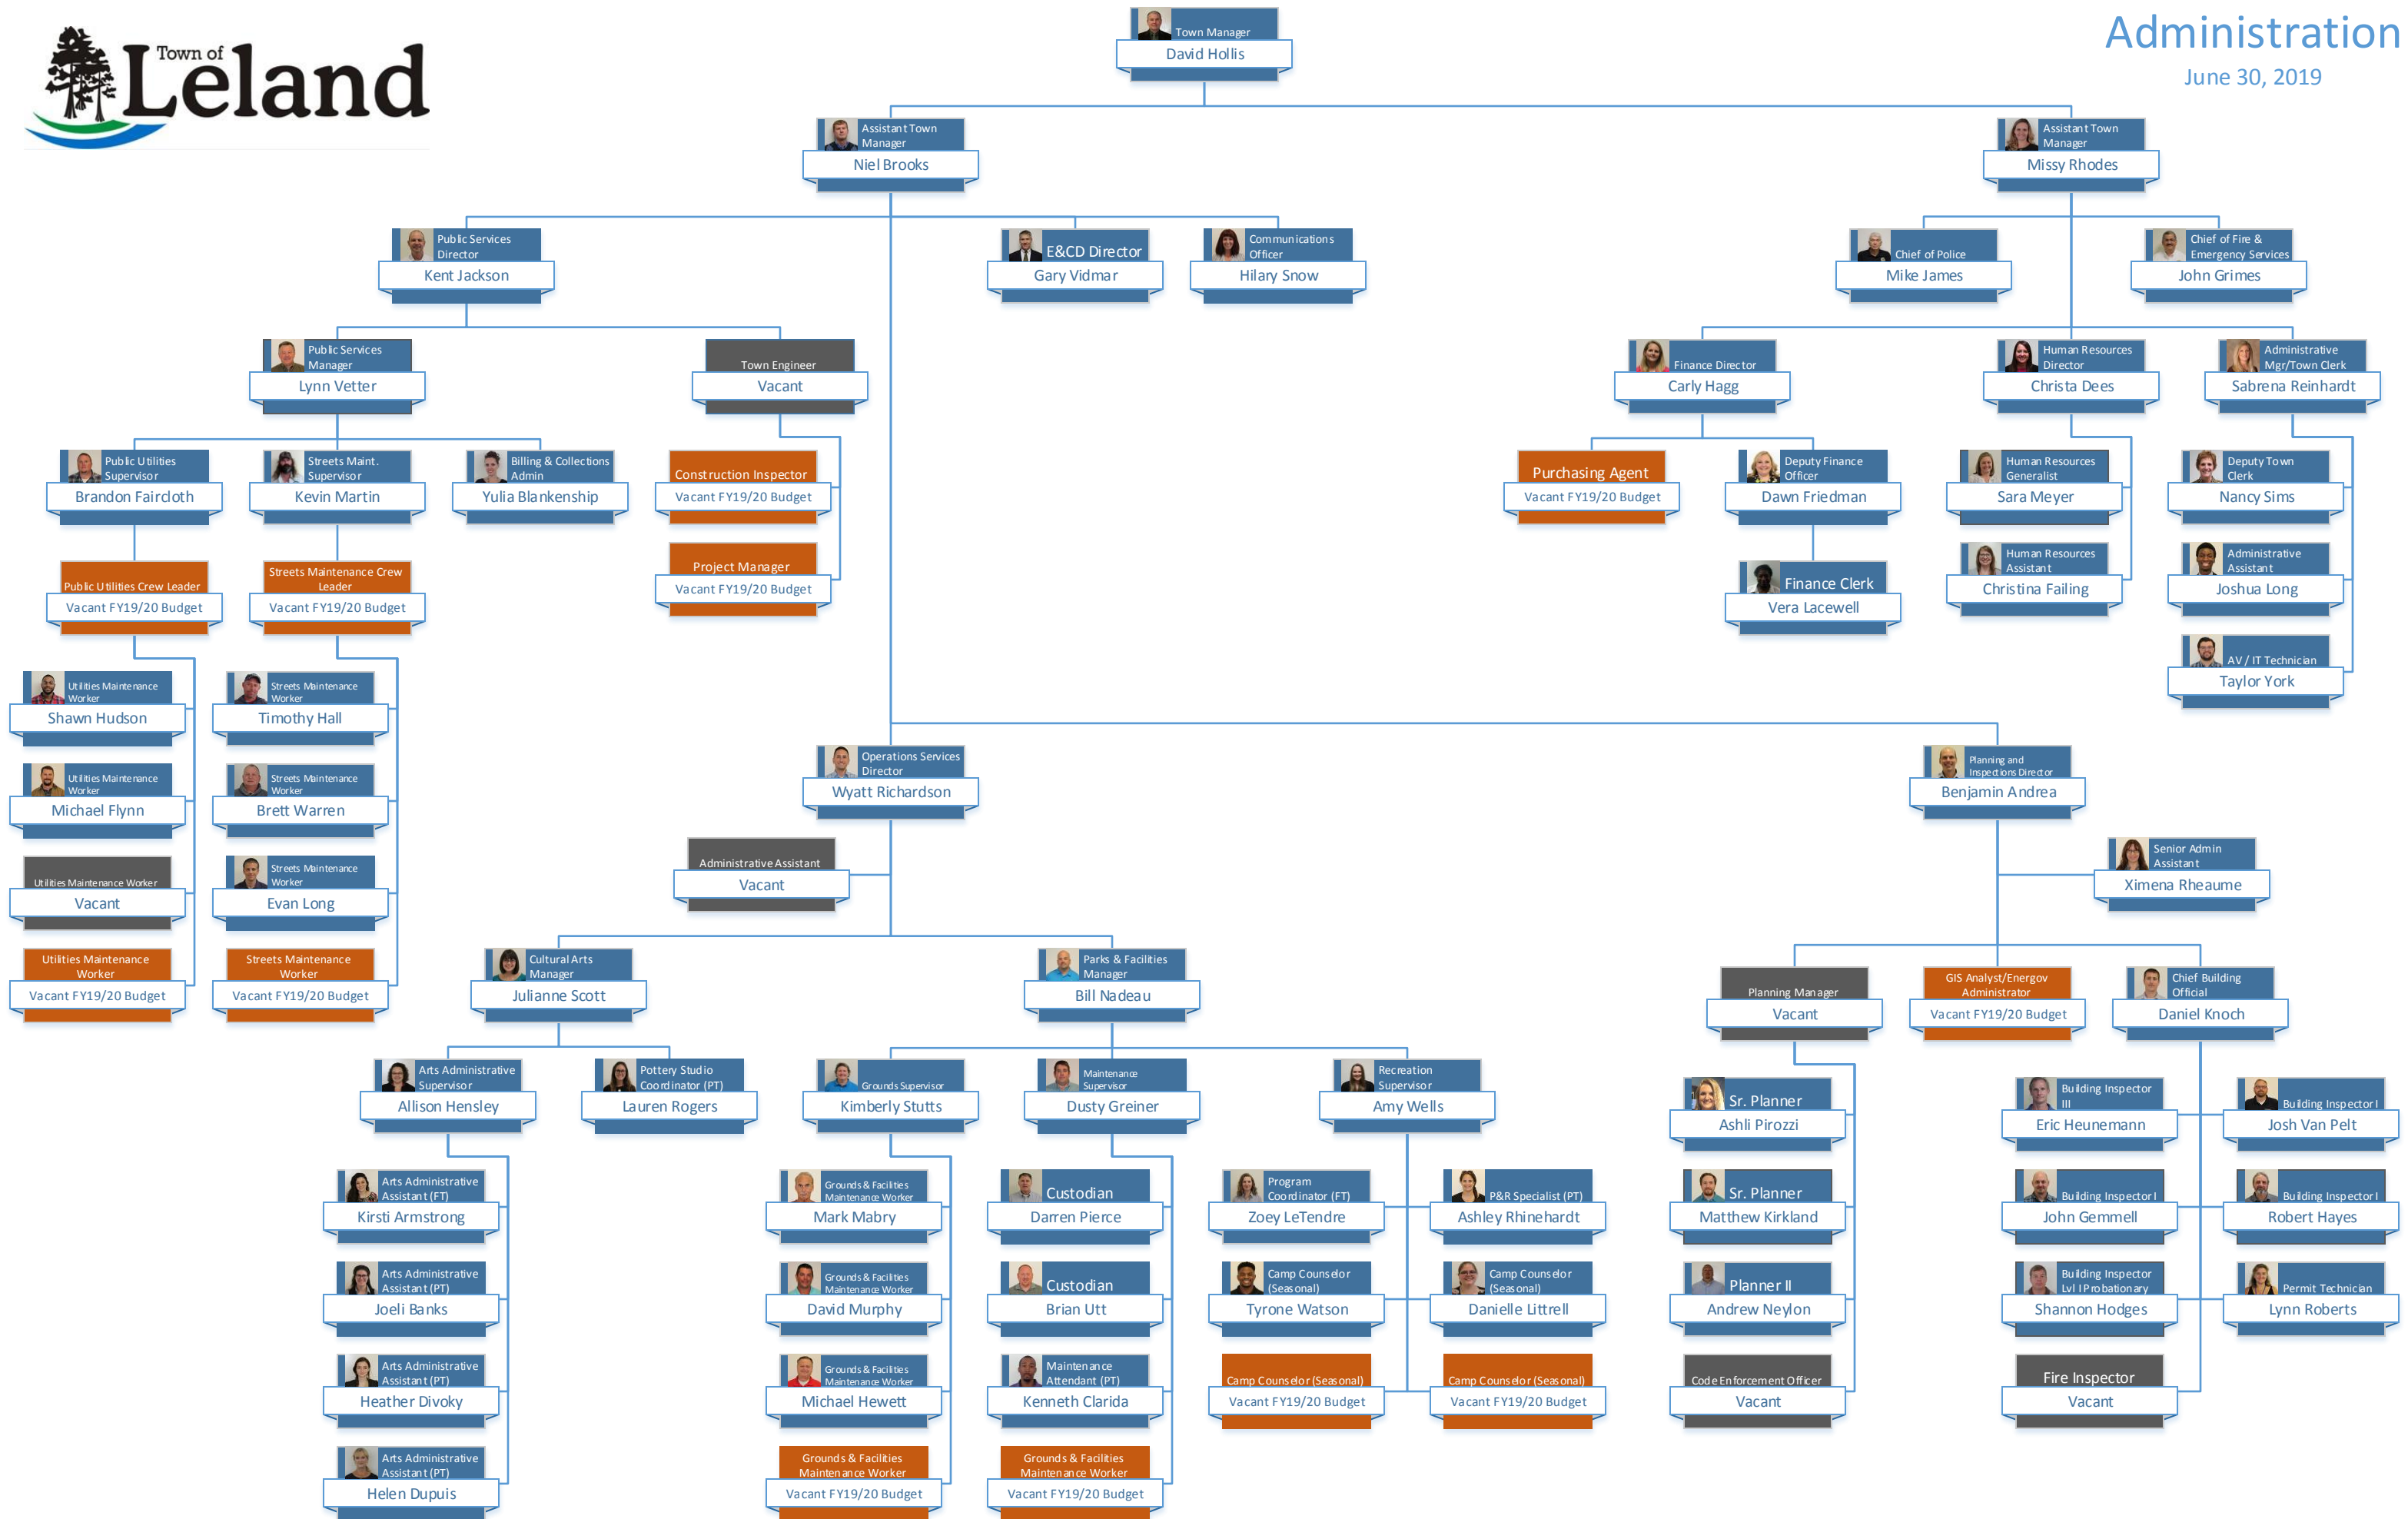 Town of
Leland
Administration
June 30, 2019
Town Manager
David Hollis
Assistant Town
Manager
Niel Brooks
Assistant Town
Manager
Missy Rhodes
Public Services
Director
Kent Jackson
E&CD Director
Gary Vidmar
Communications
Officer
Hilary Snow
Chief of Police
Mike James
Chief of Fire &
Emergency Services
John Grimes
Public Services
Manager
Lynn Vetter
Town Engineer
Vacant
Finance Director
Carly Hagg
Human Resources
Director
Christa Dees
Administrative
Mgr/Town Clerk
Sabrena Reinhardt
Public Utilities
Supervisor
Brandon Faircloth
Streets Maint.
Supervisor
Kevin Martin
Billing & Collections
Admin
Yulia Blankenship
Construction Inspector
Vacant FY19/20 Budget
Purchasing Agent
Vacant FY19/20 Budget
Deputy Finance
Officer
Dawn Friedman
Human Resources
Generalist
Sara Meyer
Deputy Town
Clerk
Nancy Sims
Public Utilities Crew Leader
Vacant FY19/20 Budget
Streets Maintenance Crew
Leader
Vacant FY19/20 Budget
Project Manager
Vacant FY19/20 Budget
Finance Clerk
Vera Lacewell
Human Resources
Assistant
Christina Failing
Administrative
Assistant
Joshua Long
AV / IT Technician
Taylor York
Utilities Maintenance
Worker
Shawn Hudson
Streets Maintenance
Worker
Timothy Hall
Utilities Maintenance
Worker
Michael Flynn
Streets Maintenance
Worker
Brett Warren
Operations Services
Director
Wyatt Richardson
Planning and
Inspections Director
Benjamin Andrea
Utilities Maintenance Worker
Vacant
Streets Maintenance
Worker
Evan Long
Administrative Assistant
Vacant
Senior Admin
Assistant
Ximena Rheaume
Utilities Maintenance
Worker
Vacant FY19/20 Budget
Streets Maintenance
Worker
Vacant FY19/20 Budget
Cultural Arts
Manager
Julianne Scott
Parks & Facilities
Manager
Bill Nadeau
Planning Manager
Vacant
GIS Analyst/Energov
Administrator
Vacant FY19/20 Budget
Chief Building
Official
Daniel Knoch
Arts Administrative
Supervisor
Allison Hensley
Pottery Studio
Coordinator (PT)
Lauren Rogers
Grounds Supervisor
Kimberly Stutts
Maintenance
Supervisor
Dusty Greiner
Recreation
Supervisor
Amy Wells
Sr. Planner
Ashli Pirozzi
Building Inspector
III
Eric Heunemann
Building Inspector I
Josh Van Pelt
Arts Administrative
Assistant (FT)
Kirsti Armstrong
Grounds & Facilities
Maintenance Worker
Mark Mabry
Custodian
Darren Pierce
Program
Coordinator (FT)
Zoey LeTendre
P&R Specialist (PT)
Ashley Rhinehardt
Sr. Planner
Matthew Kirkland
Building Inspector I
John Gemmell
Building Inspector I
Robert Hayes
Arts Administrative
Assistant (PT)
Joeli Banks
Grounds & Facilities
Maintenance Worker
David Murphy
Custodian
Brian Utt
Camp Counselor
(Seasonal)
Tyrone Watson
Camp Counselor
(Seasonal)
Danielle Littrell
Planner II
Andrew Neylon
Building Inspector
Lvl I Probationary
Shannon Hodges
Permit Technician
Lynn Roberts
Arts Administrative
Assistant (PT)
Heather Divoky
Grounds & Facilities
Maintenance Worker
Michael Hewett
Maintenance
Attendant (PT)
Kenneth Clarida
Camp Counselor (Seasonal)
Vacant FY19/20 Budget
Camp Counselor (Seasonal)
Vacant FY19/20 Budget
Code Enforcement Officer
Vacant
Fire Inspector
Vacant
Arts Administrative
Assistant (PT)
Helen Dupuis
Grounds & Facilities
Maintenance Worker
Vacant FY19/20 Budget
Grounds & Facilities
Maintenance Worker
Vacant FY19/20 Budget